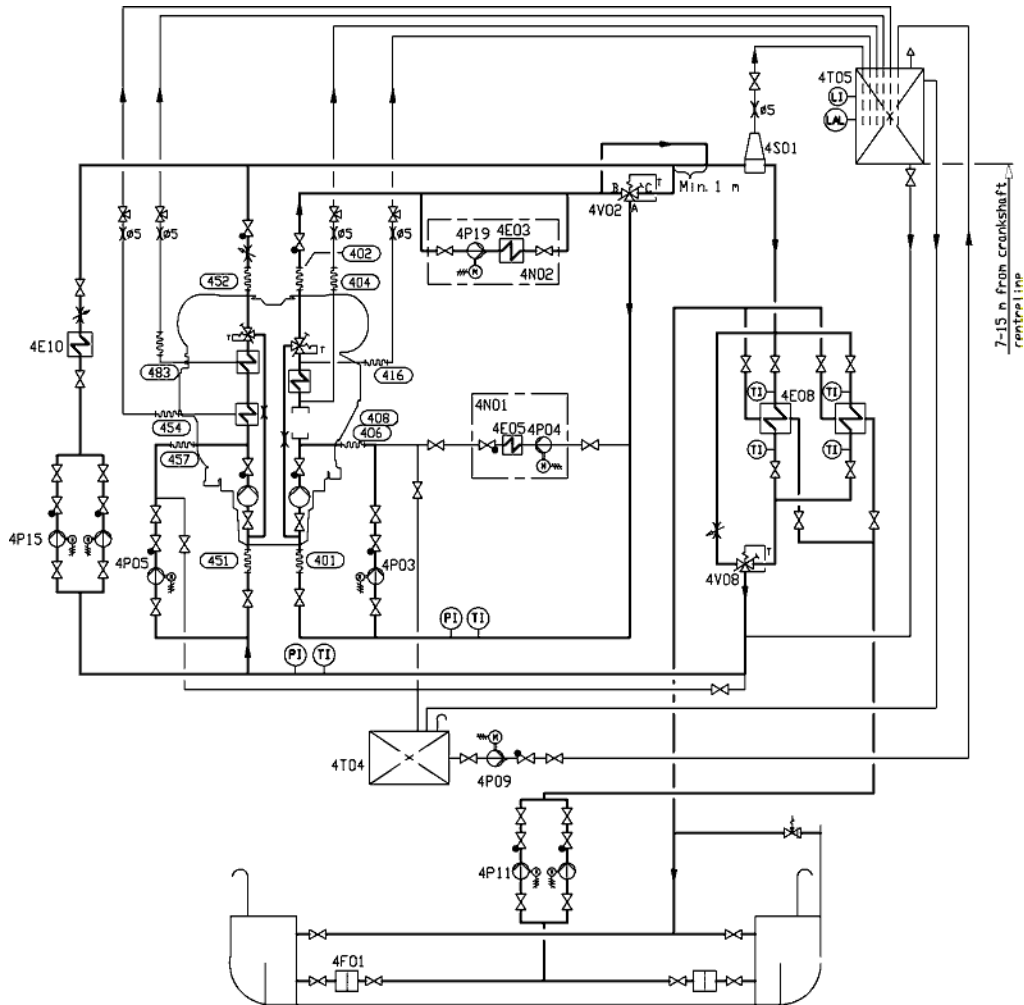 4T05
LI
LAL
ø5
4S01
Min. 1 m
B
C
T
A
4V02
ø5
ø5
ø5
ø5
4P19
4E03
M
4N02
402
404
452
7-15 m from crankshaft
centreline
T
T
4E10
483
416
TI
4E08
TI
454
408
406
4N01
4E05
4P04
M
457
TI
TI
4P15
4P05
451
401
4P03
T
4V08
PI
TI
PI
TI
M
4T04
4P09
4P11
4F01